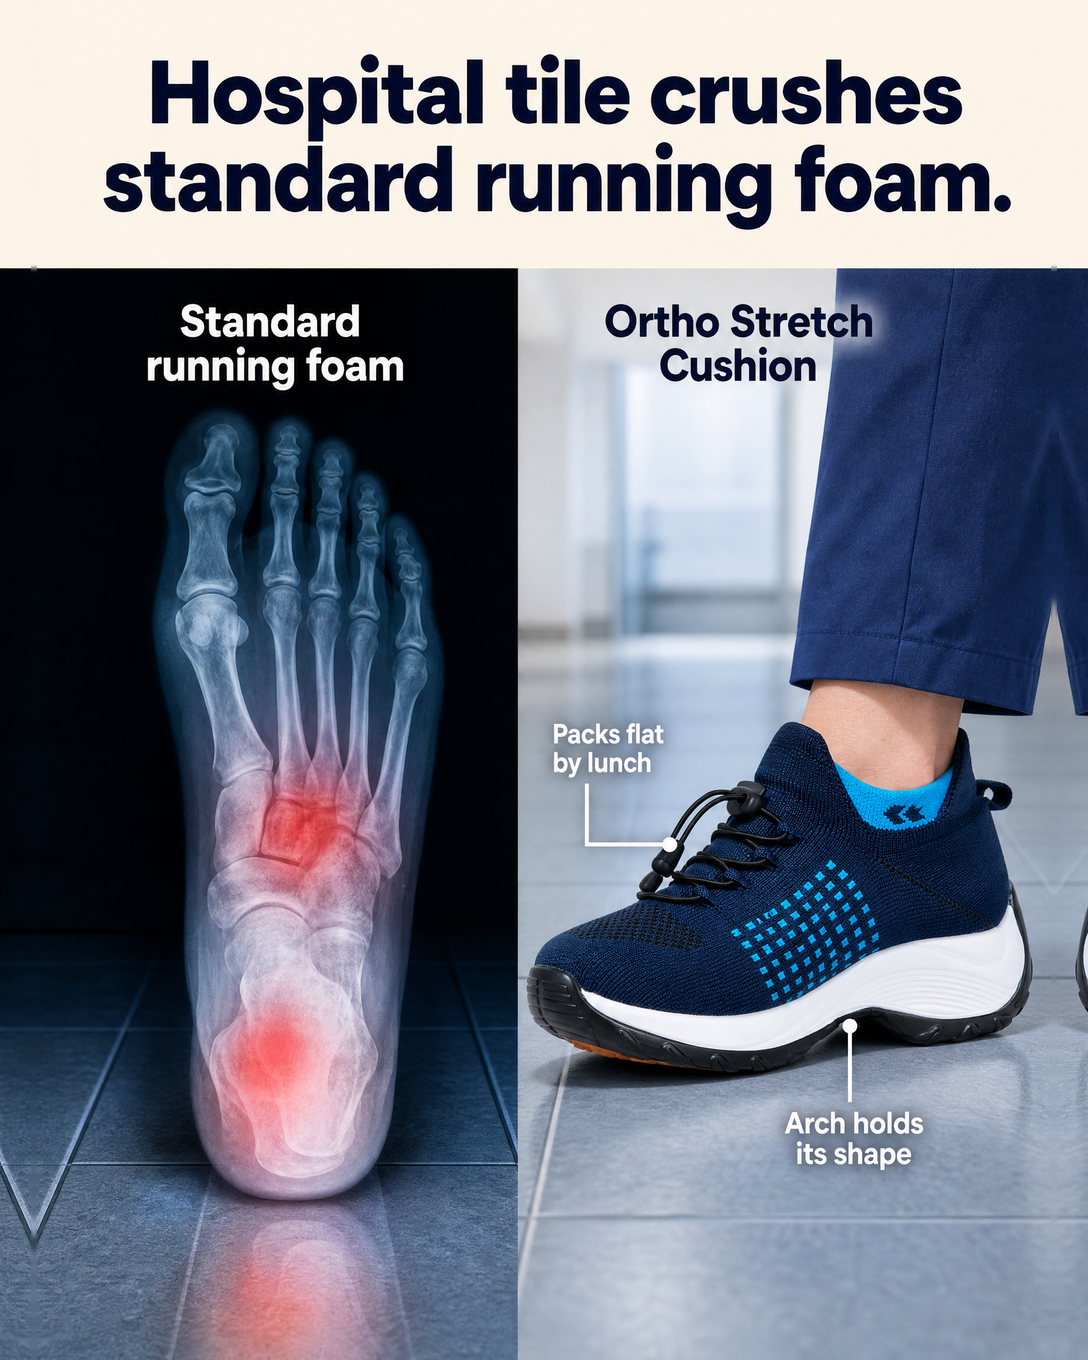 Hospital tile crushes
standard running foam.
Standard
running foam
Ortho Stretch
Cushion
Packs flat
by lunch
Arch holds
its shape